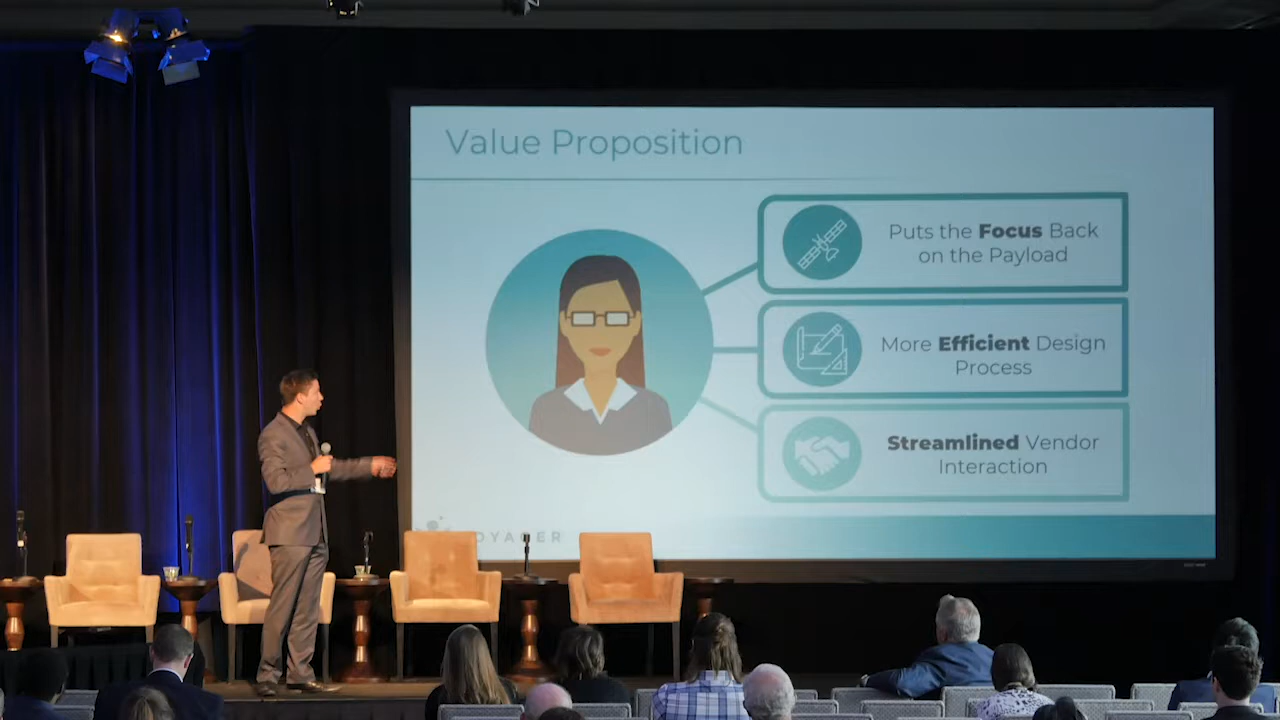 Value Proposition
Puts the Focus Back
on the Payload
More Efficient Design
Process
Streamlined Vendor
Interaction